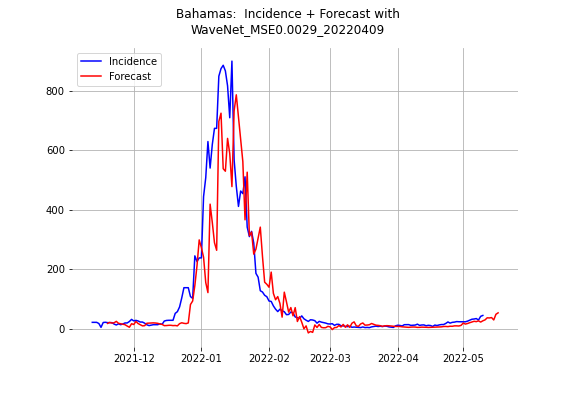 Bahamas:  Incidence + Forecast with
WaveNet_MSE0.0029_20220409
Incidence
Forecast
800
600
400
200
0
2021-12 2022-01 2022-02 2022-03 2022-04 2022-05